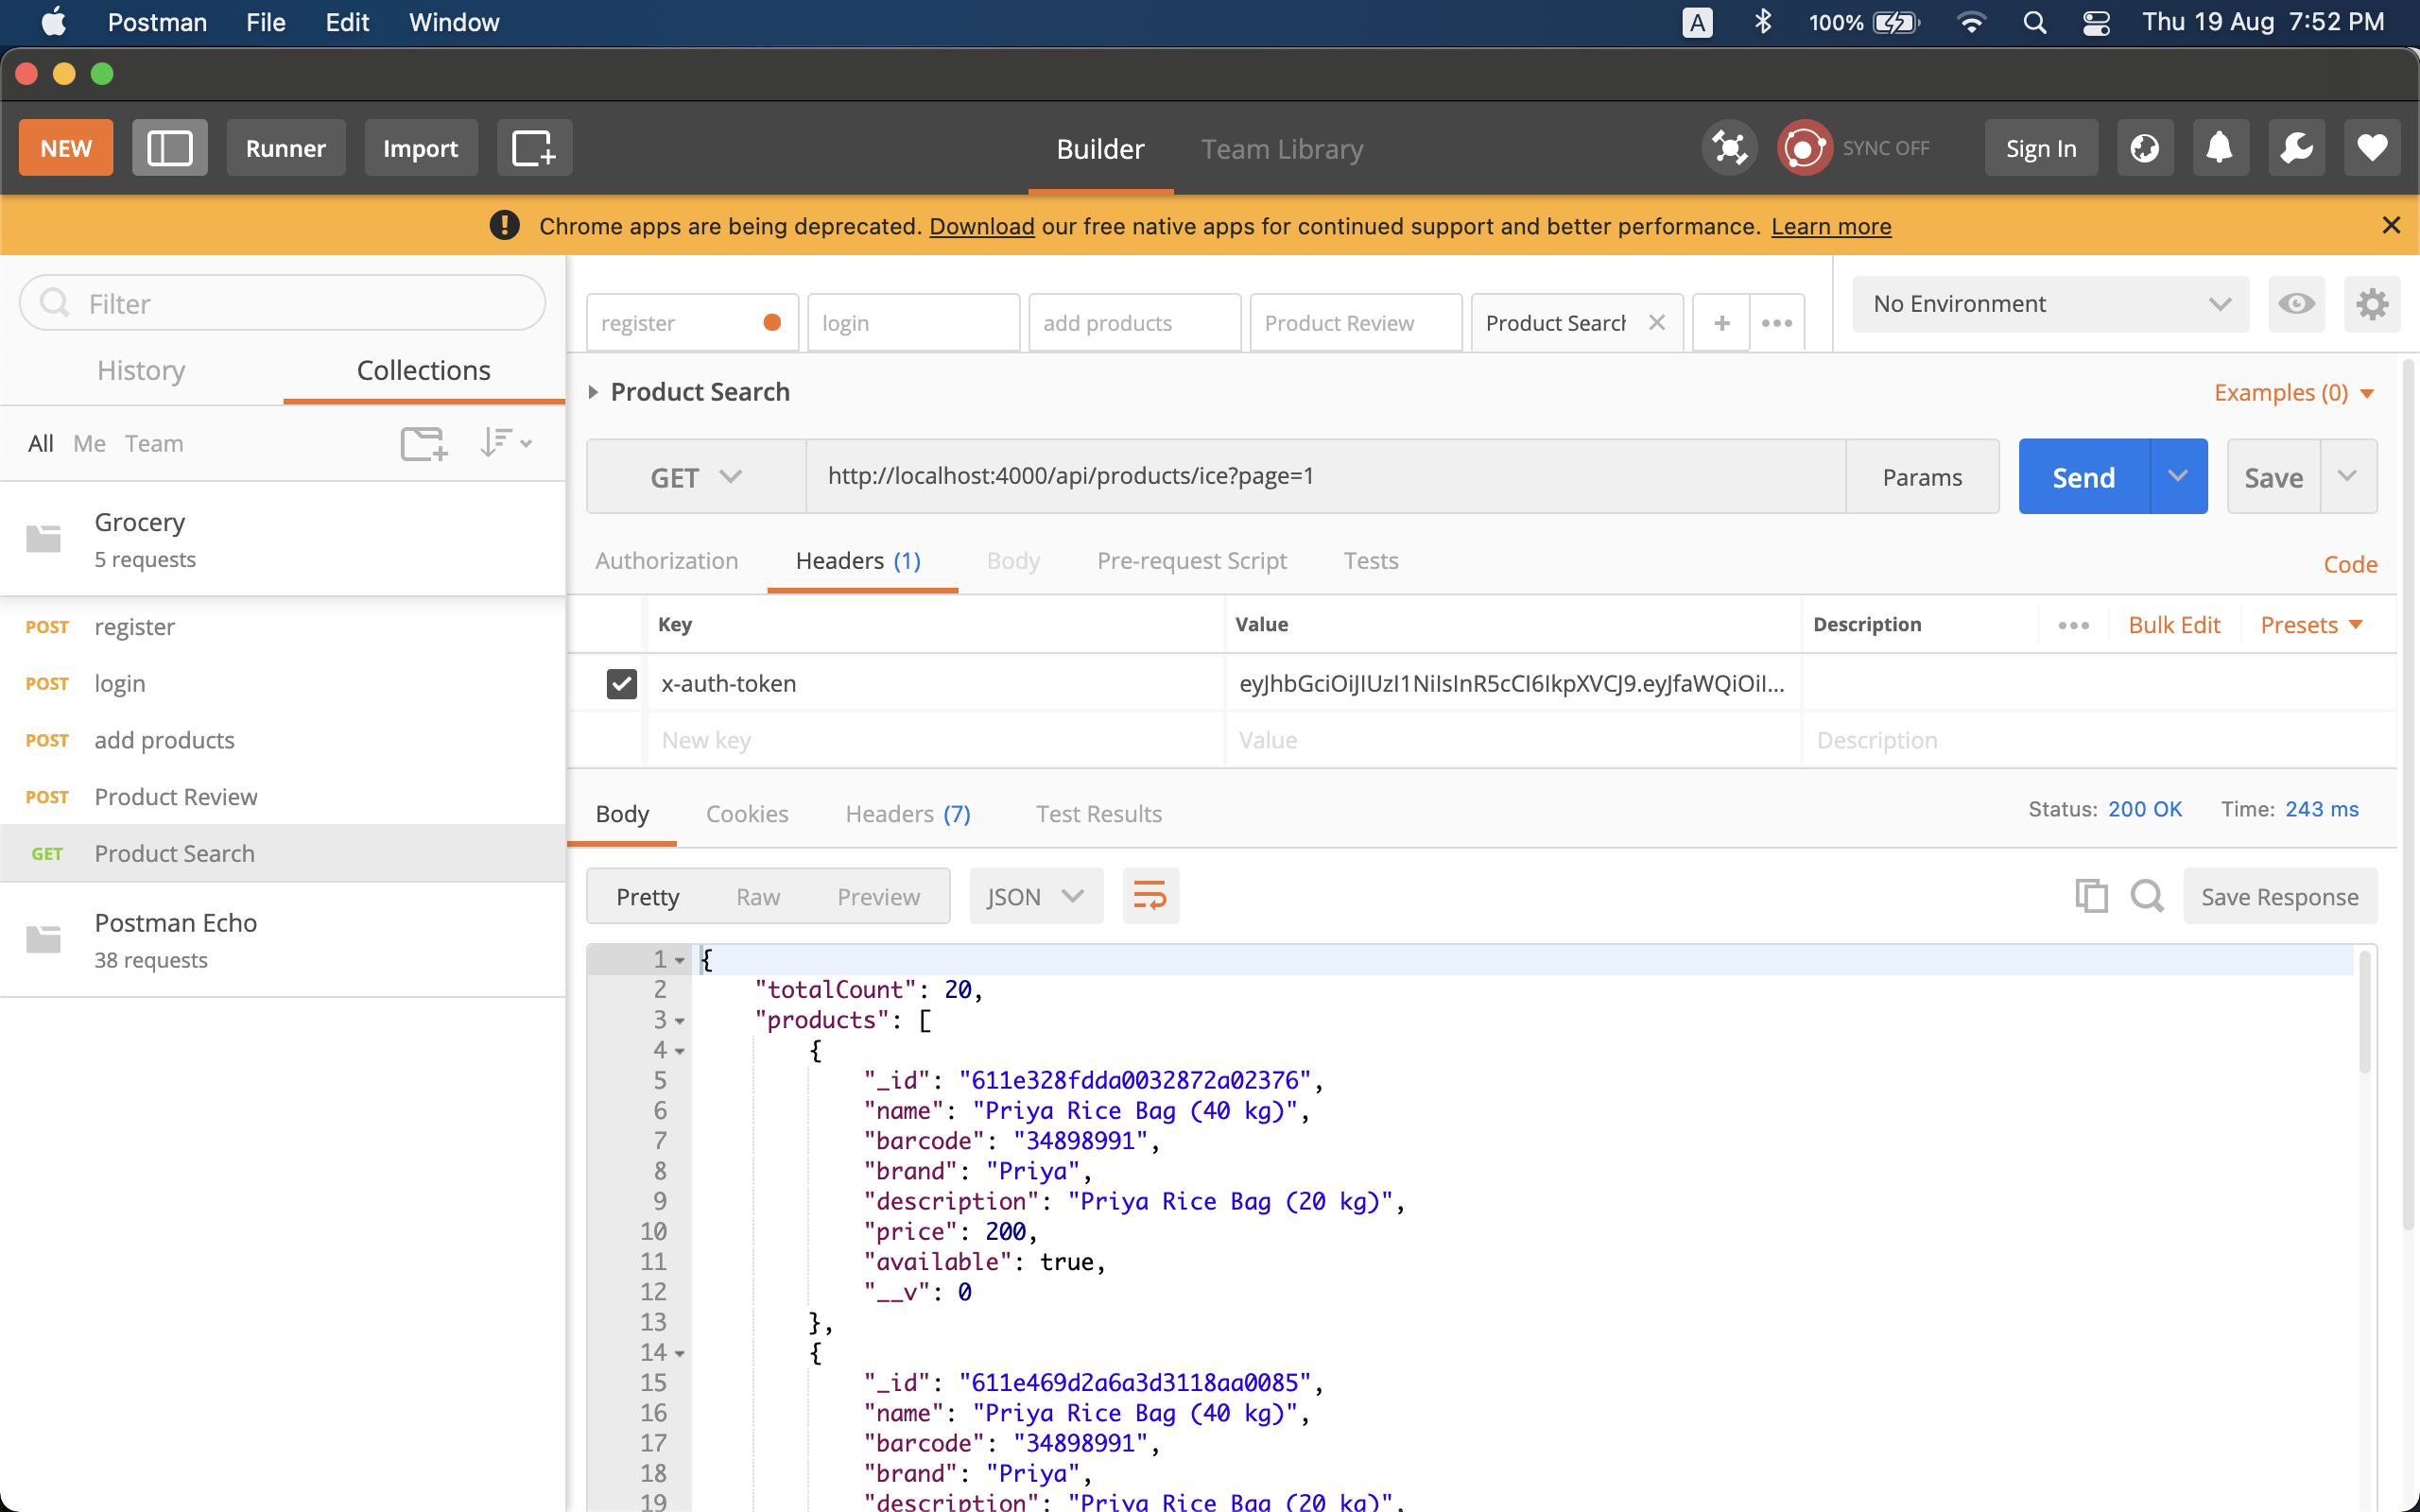 Postman File Edit Window A 100% Thu 19 Aug 7:52 PM
NEW Runner Import Builder Team Library SYNC OFF Sign In
Chrome apps are being deprecated. Download our free native apps for continued support and better performance. Learn more
Filter
History Collections
All Me Team
Grocery
5 requests
POST register
POST login
POST add products
POST Product Review
GET Product Search
Postman Echo
38 requests
register login add products Product Review Product Search No Environment
Product Search Examples (0)
GET http://localhost:4000/api/products/ice?page=1 Params Send Save
Authorization Headers (1) Body Pre-request Script Tests Code
Key Value Description Bulk Edit Presets
x-auth-token eyJhbGciOiJIUzI1NiIsInR5cCI6IkpXVCJ9.eyJfaWQiOiI...
New key Value Description
Body Cookies Headers (7) Test Results Status: 200 OK Time: 243 ms
Pretty Raw Preview JSON Save Response
1 {
2 "totalCount": 20,
3 "products": [
4 {
5 "_id": "611e328fdda0032872a02376",
6 "name": "Priya Rice Bag (40 kg)",
7 "barcode": "34898991",
8 "brand": "Priya",
9 "description": "Priya Rice Bag (20 kg)",
10 "price": 200,
11 "available": true,
12 "__v": 0
13 },
14 {
15 "_id": "611e469d2a6a3d3118aa0085",
16 "name": "Priya Rice Bag (40 kg)",
17 "barcode": "34898991",
18 "brand": "Priya",
19 "description": "Priya Rice Bag (20 kg)",